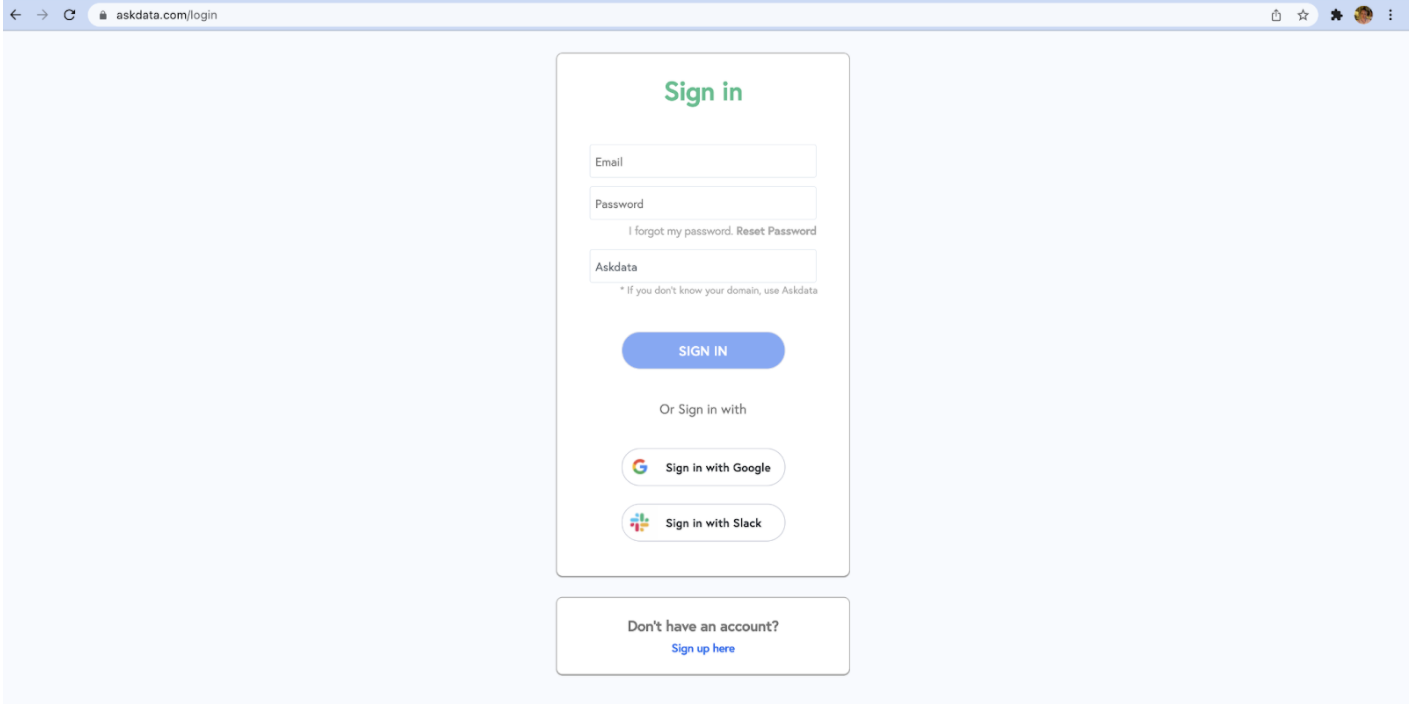 askdata.com/login
Sign in
Email
Password
I forgot my password. Reset Password
Askdata
* If you don't know your domain, use Askdata
SIGN IN
Or Sign in with
Sign in with Google
Sign in with Slack
Don't have an account?
Sign up here